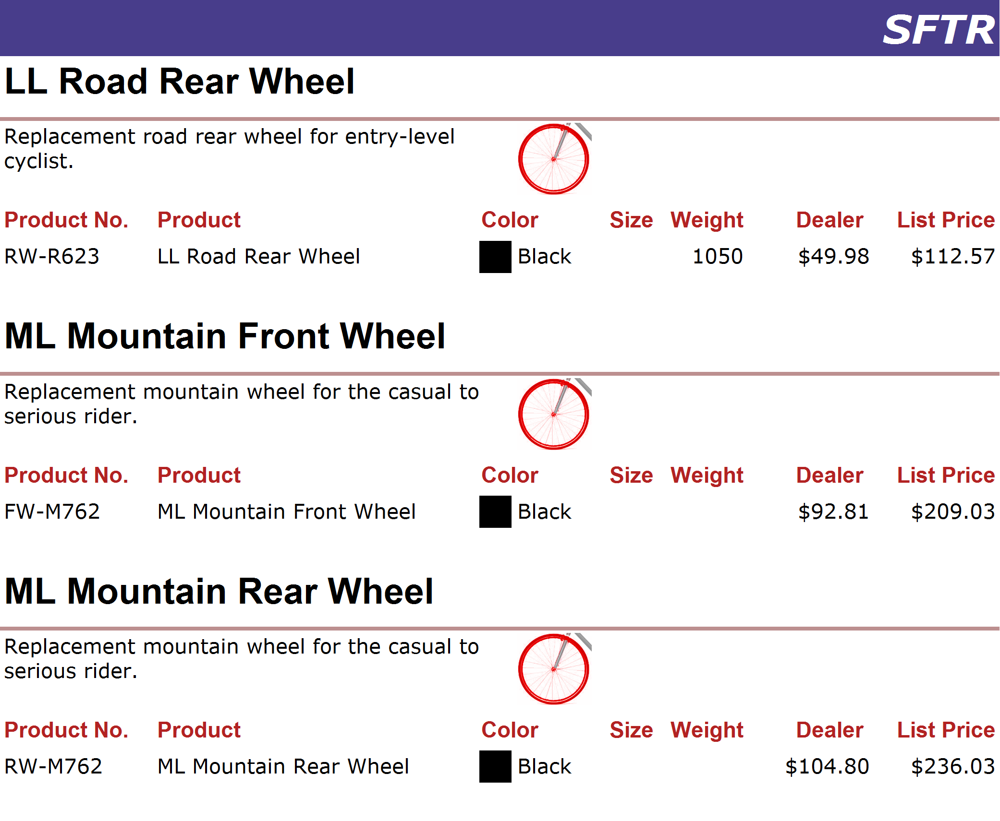 SFTR
LL Road Rear Wheel
Replacement road rear wheel for entry-level
cyclist.
Product No. Product Color Size Weight Dealer List Price
RW-R623 LL Road Rear Wheel Black 1050 $49.98 $112.57
ML Mountain Front Wheel
Replacement mountain wheel for the casual to
serious rider.
Product No. Product Color Size Weight Dealer List Price
FW-M762 ML Mountain Front Wheel Black $92.81 $209.03
ML Mountain Rear Wheel
Replacement mountain wheel for the casual to
serious rider.
Product No. Product Color Size Weight Dealer List Price
RW-M762 ML Mountain Rear Wheel Black $104.80 $236.03